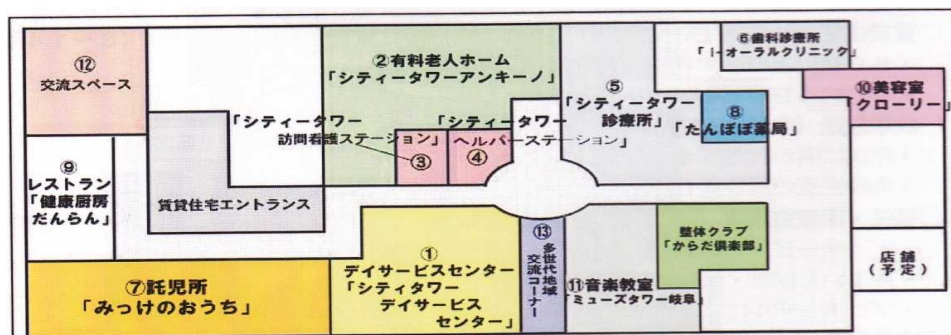 ⑫
交流スペース
②有料老人ホーム
「シティータワーアンキーノ」
⑥歯科診療所
「i-オーラルクリニック」
⑩美容室
「クローリー」
⑤
「シティータワー
診療所」
⑧
「たんぽぽ薬局」
「シティータワー
訪問看護ステーション」
③
「シティータワー
ヘルパーステーション」
④
⑨
レストラン
「健康厨房
だんらん」
賃貸住宅エントランス
⑦託児所
「みっけのおうち」
①
デイサービスセンター
「シティタワー
デイサービス
センター」
⑬
多世代地域
交流コーナー
⑪音楽教室
「ミューズタワー岐阜」
整体クラブ
「からだ倶楽部」
店舗
(予定)